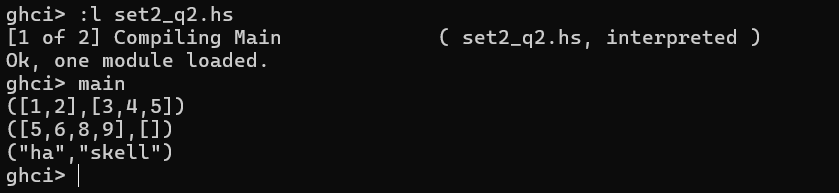 ghci> :l set2_q2.hs
[1 of 2] Compiling Main             ( set2_q2.hs, interpreted )
Ok, one module loaded.
ghci> main
([1,2],[3,4,5])
([5,6,8,9],[])
("ha","skell")
ghci>